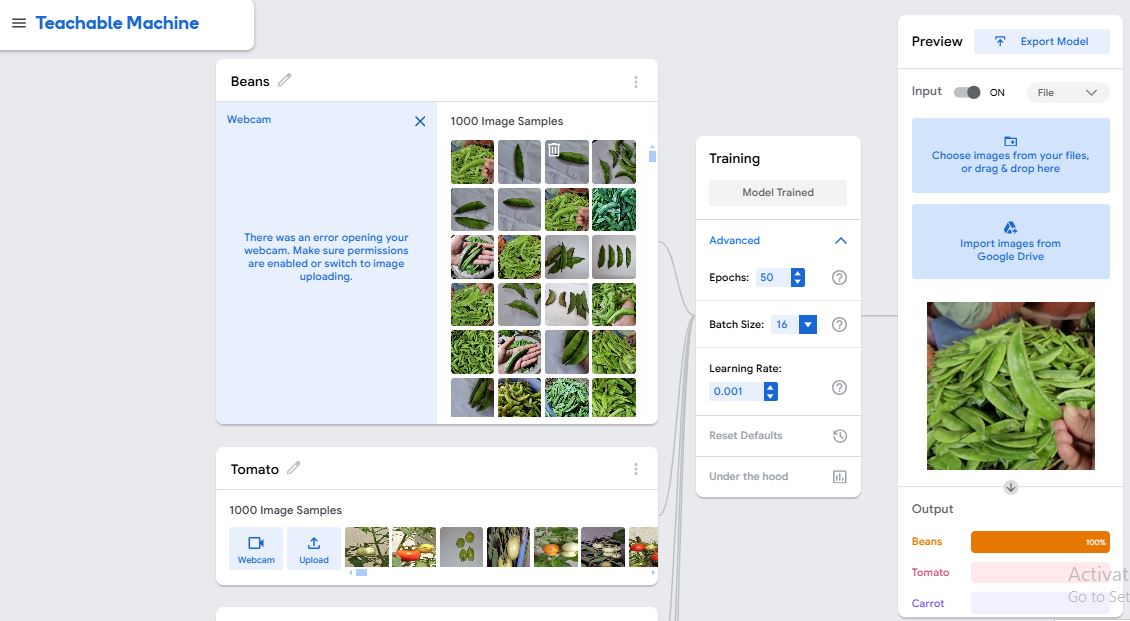 Teachable Machine
Beans
Webcam
There was an error opening your
webcam. Make sure permissions
are enabled or switch to image
uploading.
1000 Image Samples
Tomato
1000 Image Samples
Webcam
Upload
Training
Model Trained
Advanced
Epochs: 50
Batch Size: 16
Learning Rate:
0.001
Reset Defaults
Under the hood
Preview
Export Model
Input ON File
Choose images from your files,
or drag & drop here
Import images from
Google Drive
Output
Beans 100%
Tomato
Carrot
Activat
Go to Set